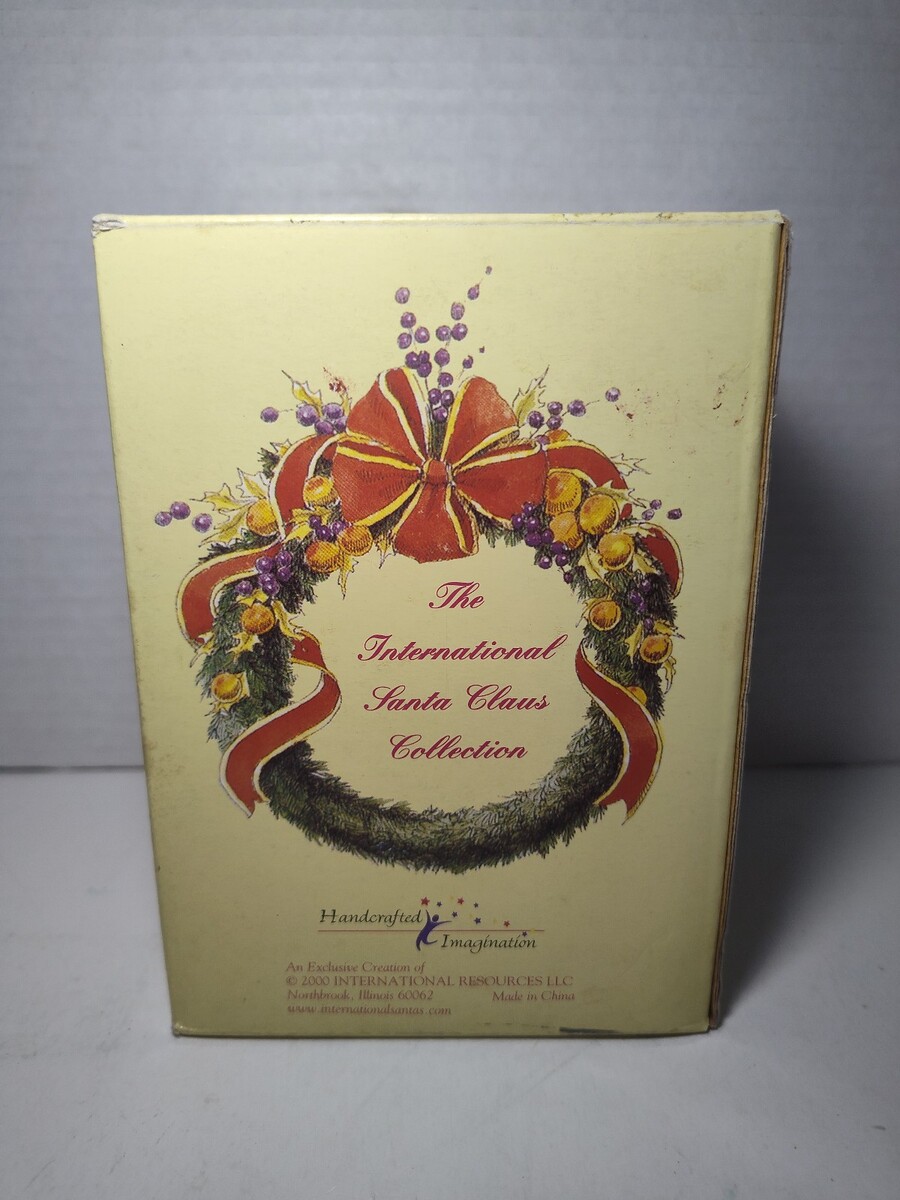 The
International
Santa Claus
Collection
Handcrafted
Imagination
An Exclusive Creation of
© 2000 INTERNATIONAL RESOURCES LLC
Northbrook, Illinois 60062 Made in China
www.internationalsantas.com